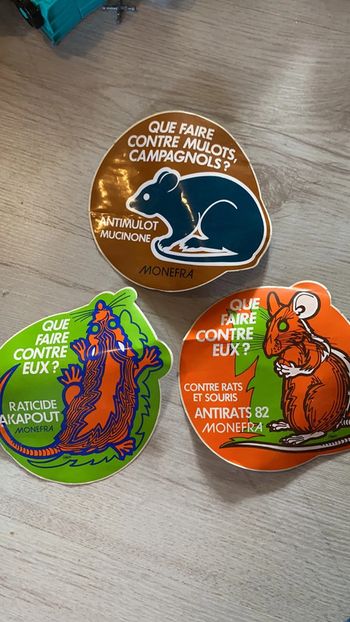 QUE FAIRE
CONTRE MULOTS,
CAMPAGNOLS ?
ANTIMULOT
MUCINONE
MONEFRA
QUE
FAIRE
CONTRE
EUX ?
RATICIDE
AKAPOUT
MONEFRA
QUE
FAIRE
CONTRE
EUX ?
CONTRE RATS
ET SOURIS
ANTIRATS 82
MONEFRA